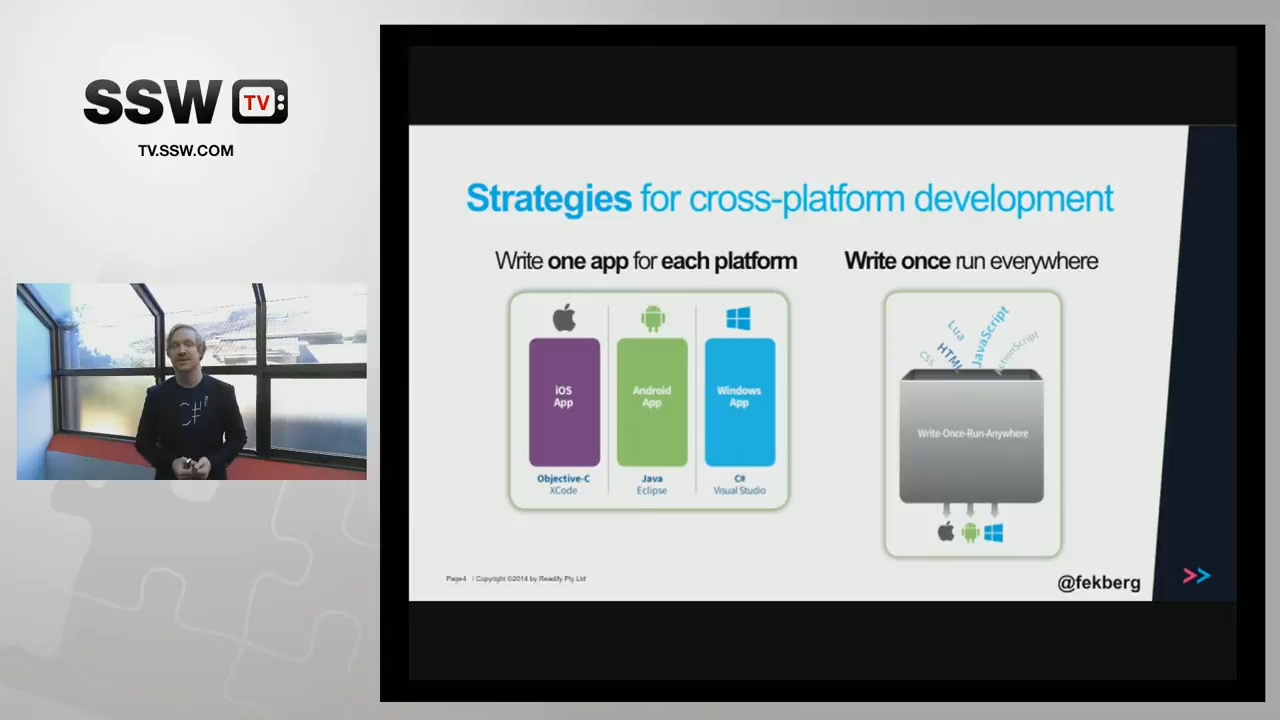 SSW TV
TV.SSW.COM
Strategies for cross-platform development
Write one app for each platform
Write once run everywhere
iOS
App
Objective-C
XCode
Android
App
Java
Eclipse
Windows
App
C#
Visual Studio
CSS
Lua
HTML
JavaScript
ActionScript
Write-Once-Run-Anywhere
Page4 / Copyright ©2014 by Readify Pty Ltd
@fekberg
C#